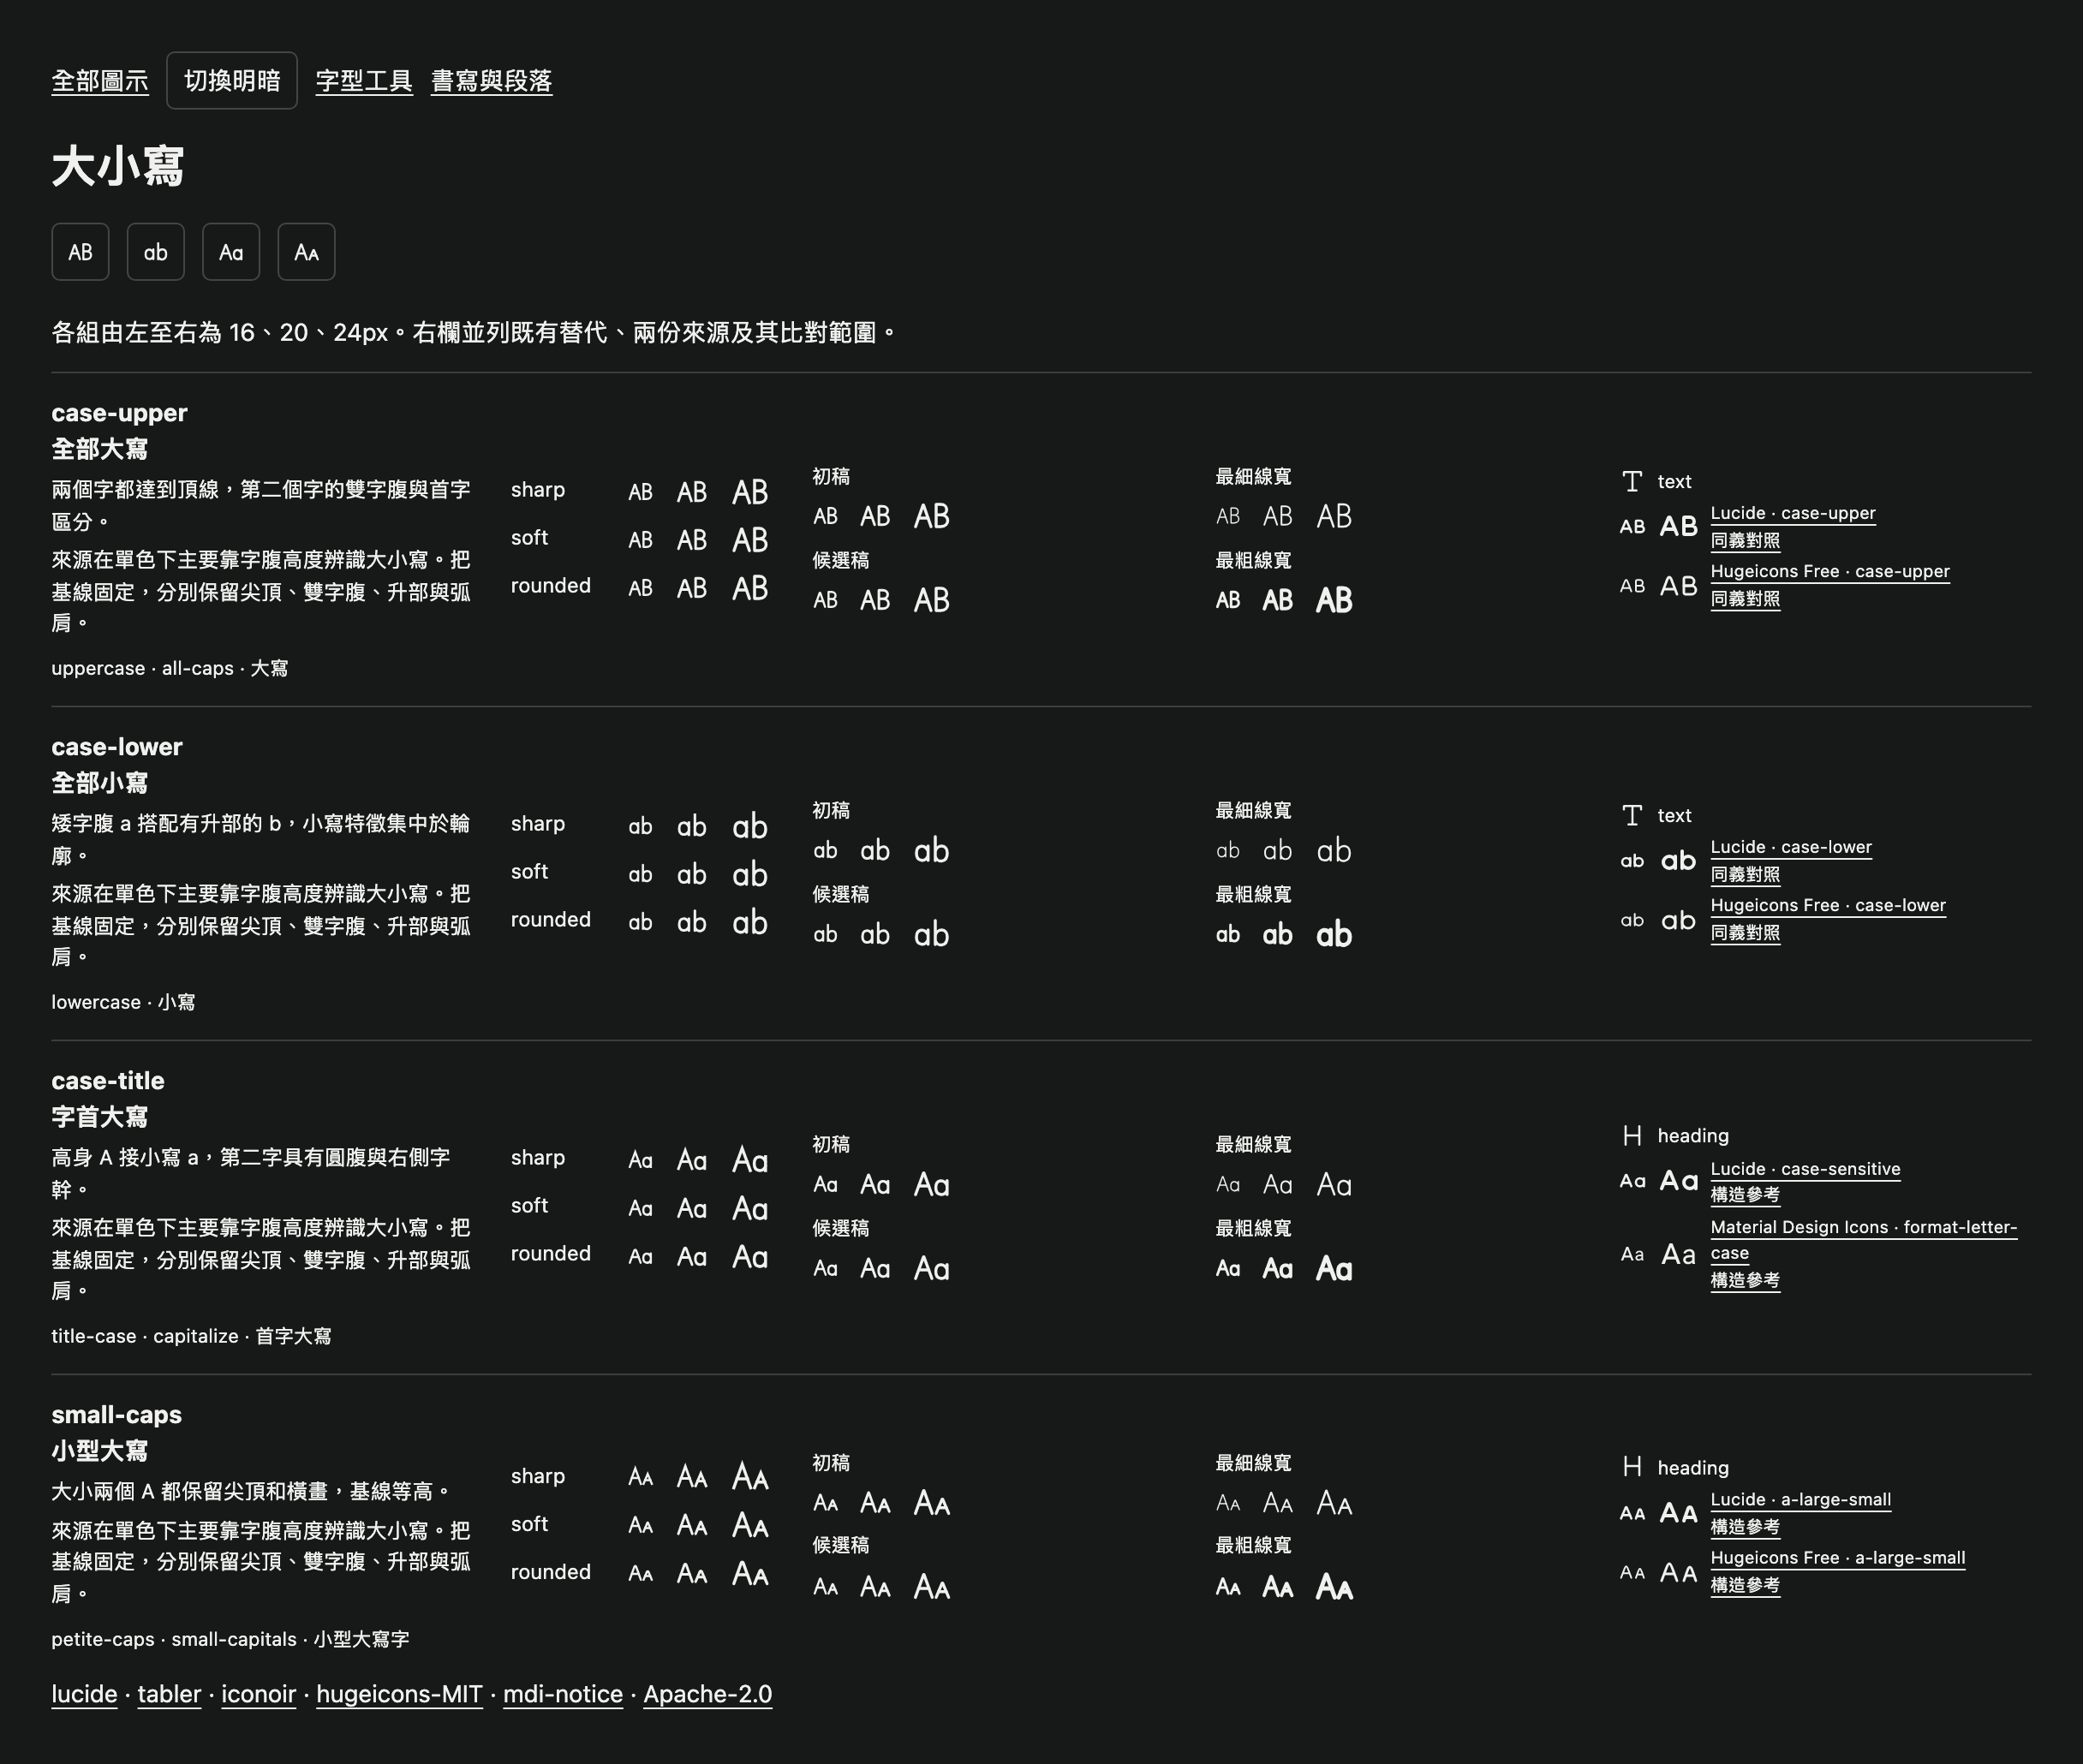 全部圖示 切換明暗 字型工具 書寫與段落
大小寫
AB ab Aa Aᴀ
各組由左至右為 16、20、24px。右欄並列既有替代、兩份來源及其比對範圍。
case-upper
全部大寫
兩個字都達到頂線，第二個字的雙字腹與首字
區分。
來源在單色下主要靠字腹高度辨識大小寫。把
基線固定，分別保留尖頂、雙字腹、升部與弧
肩。
uppercase · all-caps · 大寫
sharp AB AB AB
soft AB AB AB
rounded AB AB AB
初稿
AB AB AB
候選稿
AB AB AB
最細線寬
AB AB AB
最粗線寬
AB AB AB
T text
AB AB Lucide · case-upper
同義對照
AB AB Hugeicons Free · case-upper
同義對照
case-lower
全部小寫
矮字腹 a 搭配有升部的 b，小寫特徵集中於輪
廓。
來源在單色下主要靠字腹高度辨識大小寫。把
基線固定，分別保留尖頂、雙字腹、升部與弧
肩。
lowercase · 小寫
sharp ab ab ab
soft ab ab ab
rounded ab ab ab
初稿
ab ab ab
候選稿
ab ab ab
最細線寬
ab ab ab
最粗線寬
ab ab ab
T text
ab ab Lucide · case-lower
同義對照
ab ab Hugeicons Free · case-lower
同義對照
case-title
字首大寫
高身 A 接小寫 a，第二字具有圓腹與右側字
幹。
來源在單色下主要靠字腹高度辨識大小寫。把
基線固定，分別保留尖頂、雙字腹、升部與弧
肩。
title-case · capitalize · 首字大寫
sharp Aa Aa Aa
soft Aa Aa Aa
rounded Aa Aa Aa
初稿
Aa Aa Aa
候選稿
Aa Aa Aa
最細線寬
Aa Aa Aa
最粗線寬
Aa Aa Aa
H heading
Aa Aa Lucide · case-sensitive
構造參考
Aa Aa Material Design Icons · format-letter-
case
構造參考
small-caps
小型大寫
大小兩個 A 都保留尖頂和橫畫，基線等高。
來源在單色下主要靠字腹高度辨識大小寫。把
基線固定，分別保留尖頂、雙字腹、升部與弧
肩。
petite-caps · small-capitals · 小型大寫字
sharp Aᴀ Aᴀ Aᴀ
soft Aᴀ Aᴀ Aᴀ
rounded Aᴀ Aᴀ Aᴀ
初稿
Aᴀ Aᴀ Aᴀ
候選稿
Aᴀ Aᴀ Aᴀ
最細線寬
Aᴀ Aᴀ Aᴀ
最粗線寬
Aᴀ Aᴀ Aᴀ
H heading
Aᴀ Aᴀ Lucide · a-large-small
構造參考
Aᴀ Aᴀ Hugeicons Free · a-large-small
構造參考
lucide · tabler · iconoir · hugeicons-MIT · mdi-notice · Apache-2.0